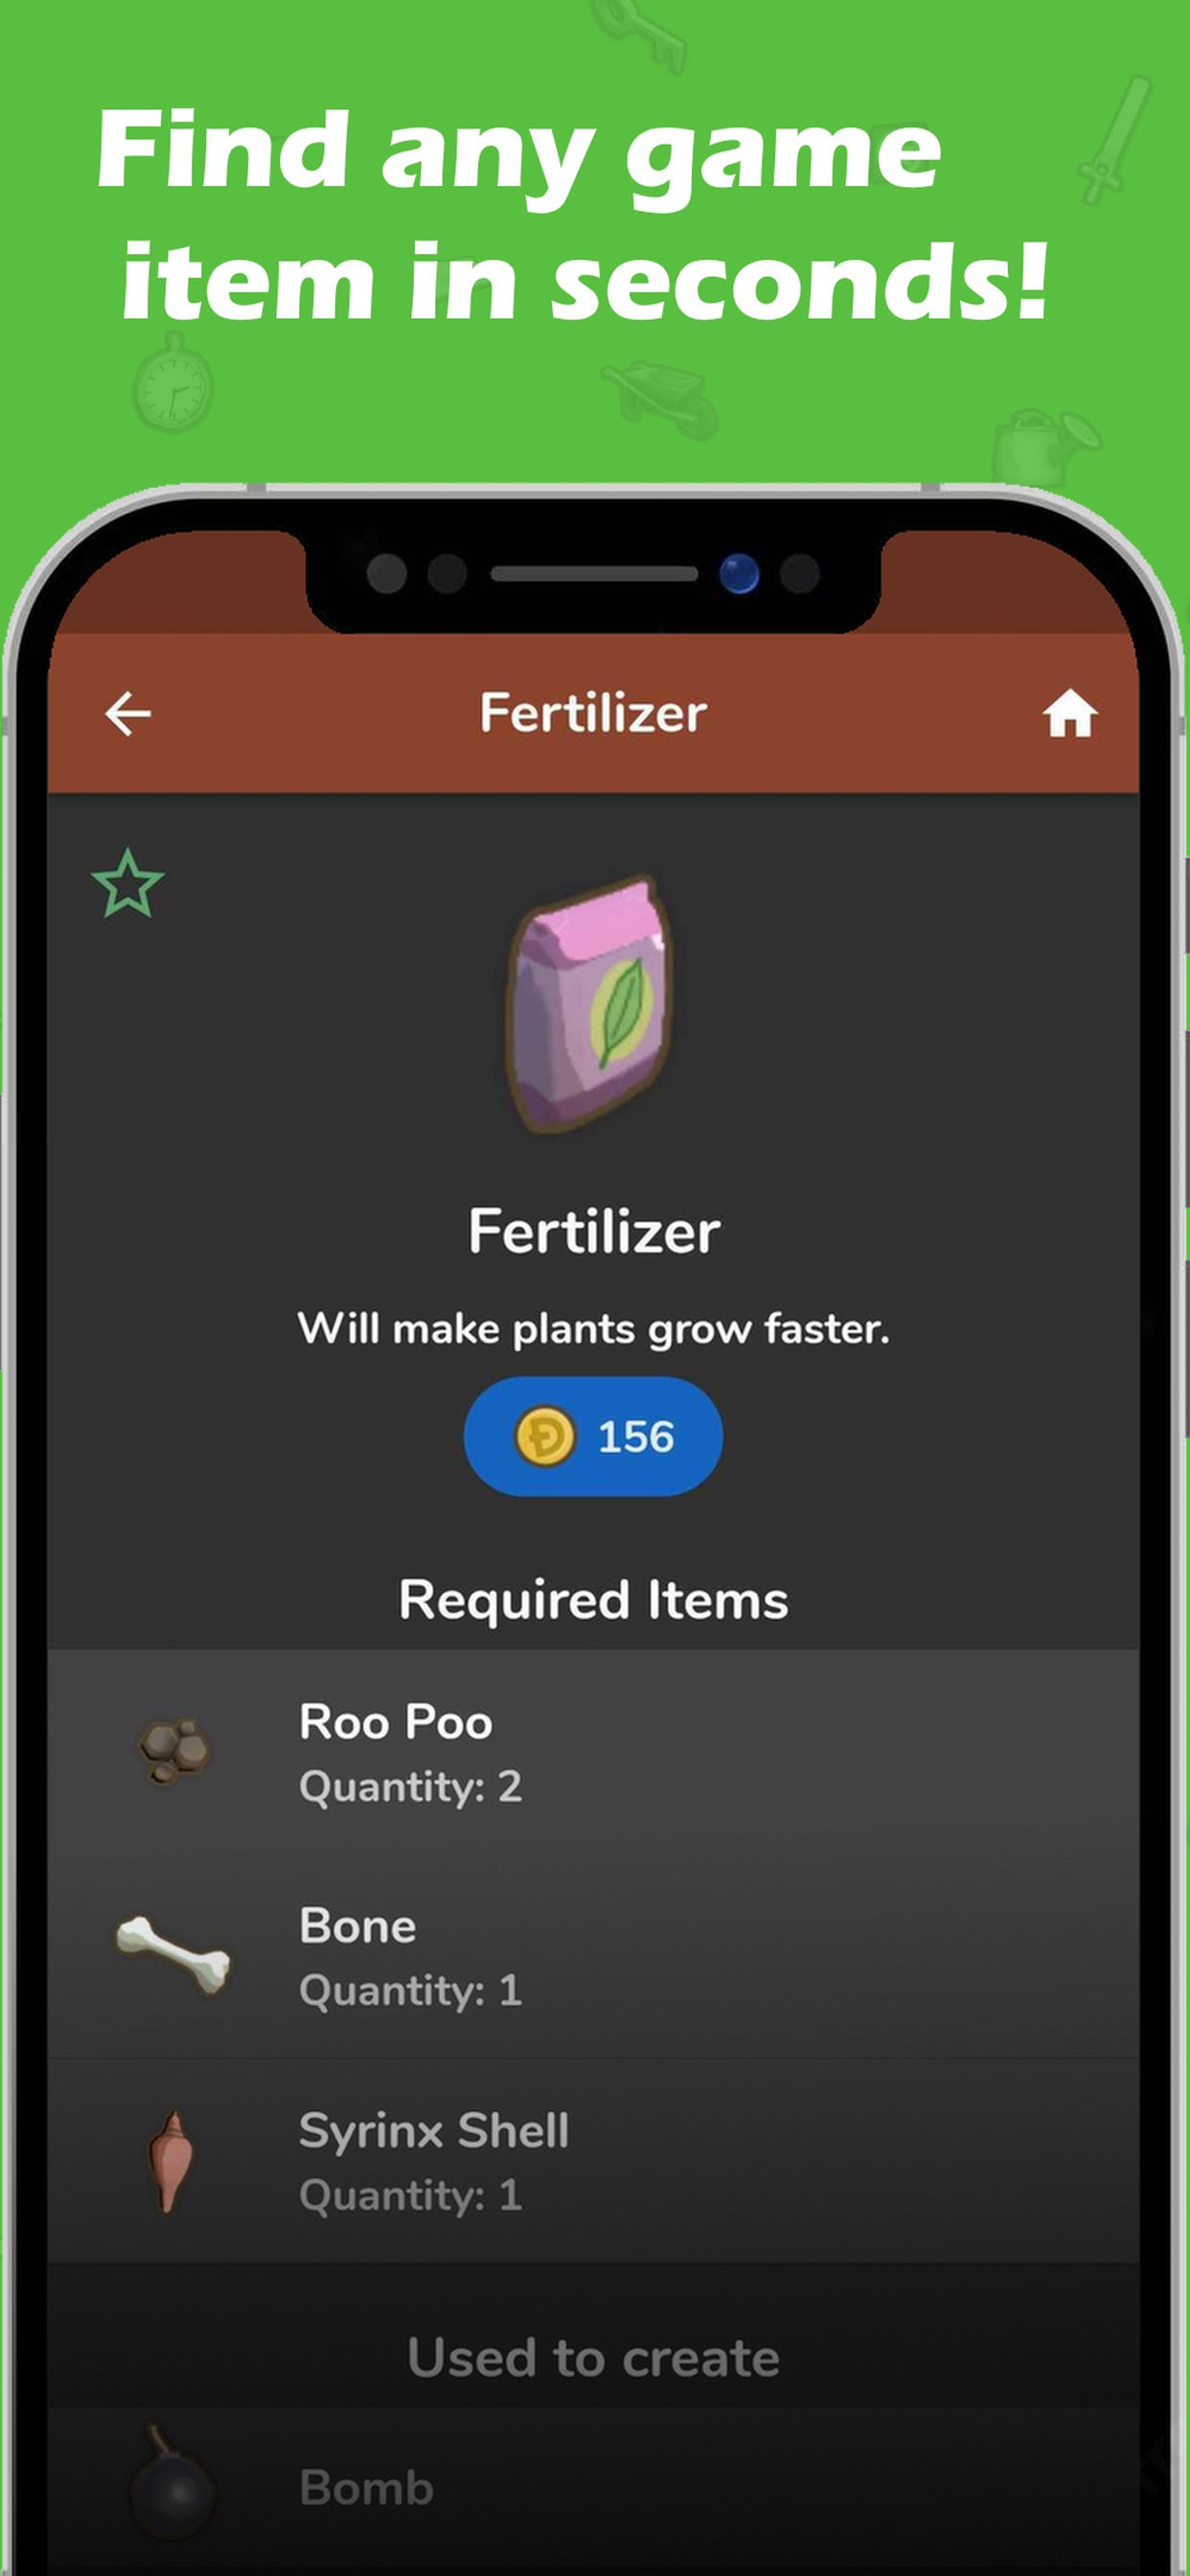 Find any game
item in seconds!
Fertilizer
Fertilizer
Will make plants grow faster.
156
Required Items
Roo Poo
Quantity: 2
Bone
Quantity: 1
Syrinx Shell
Quantity: 1
Used to create
Bomb